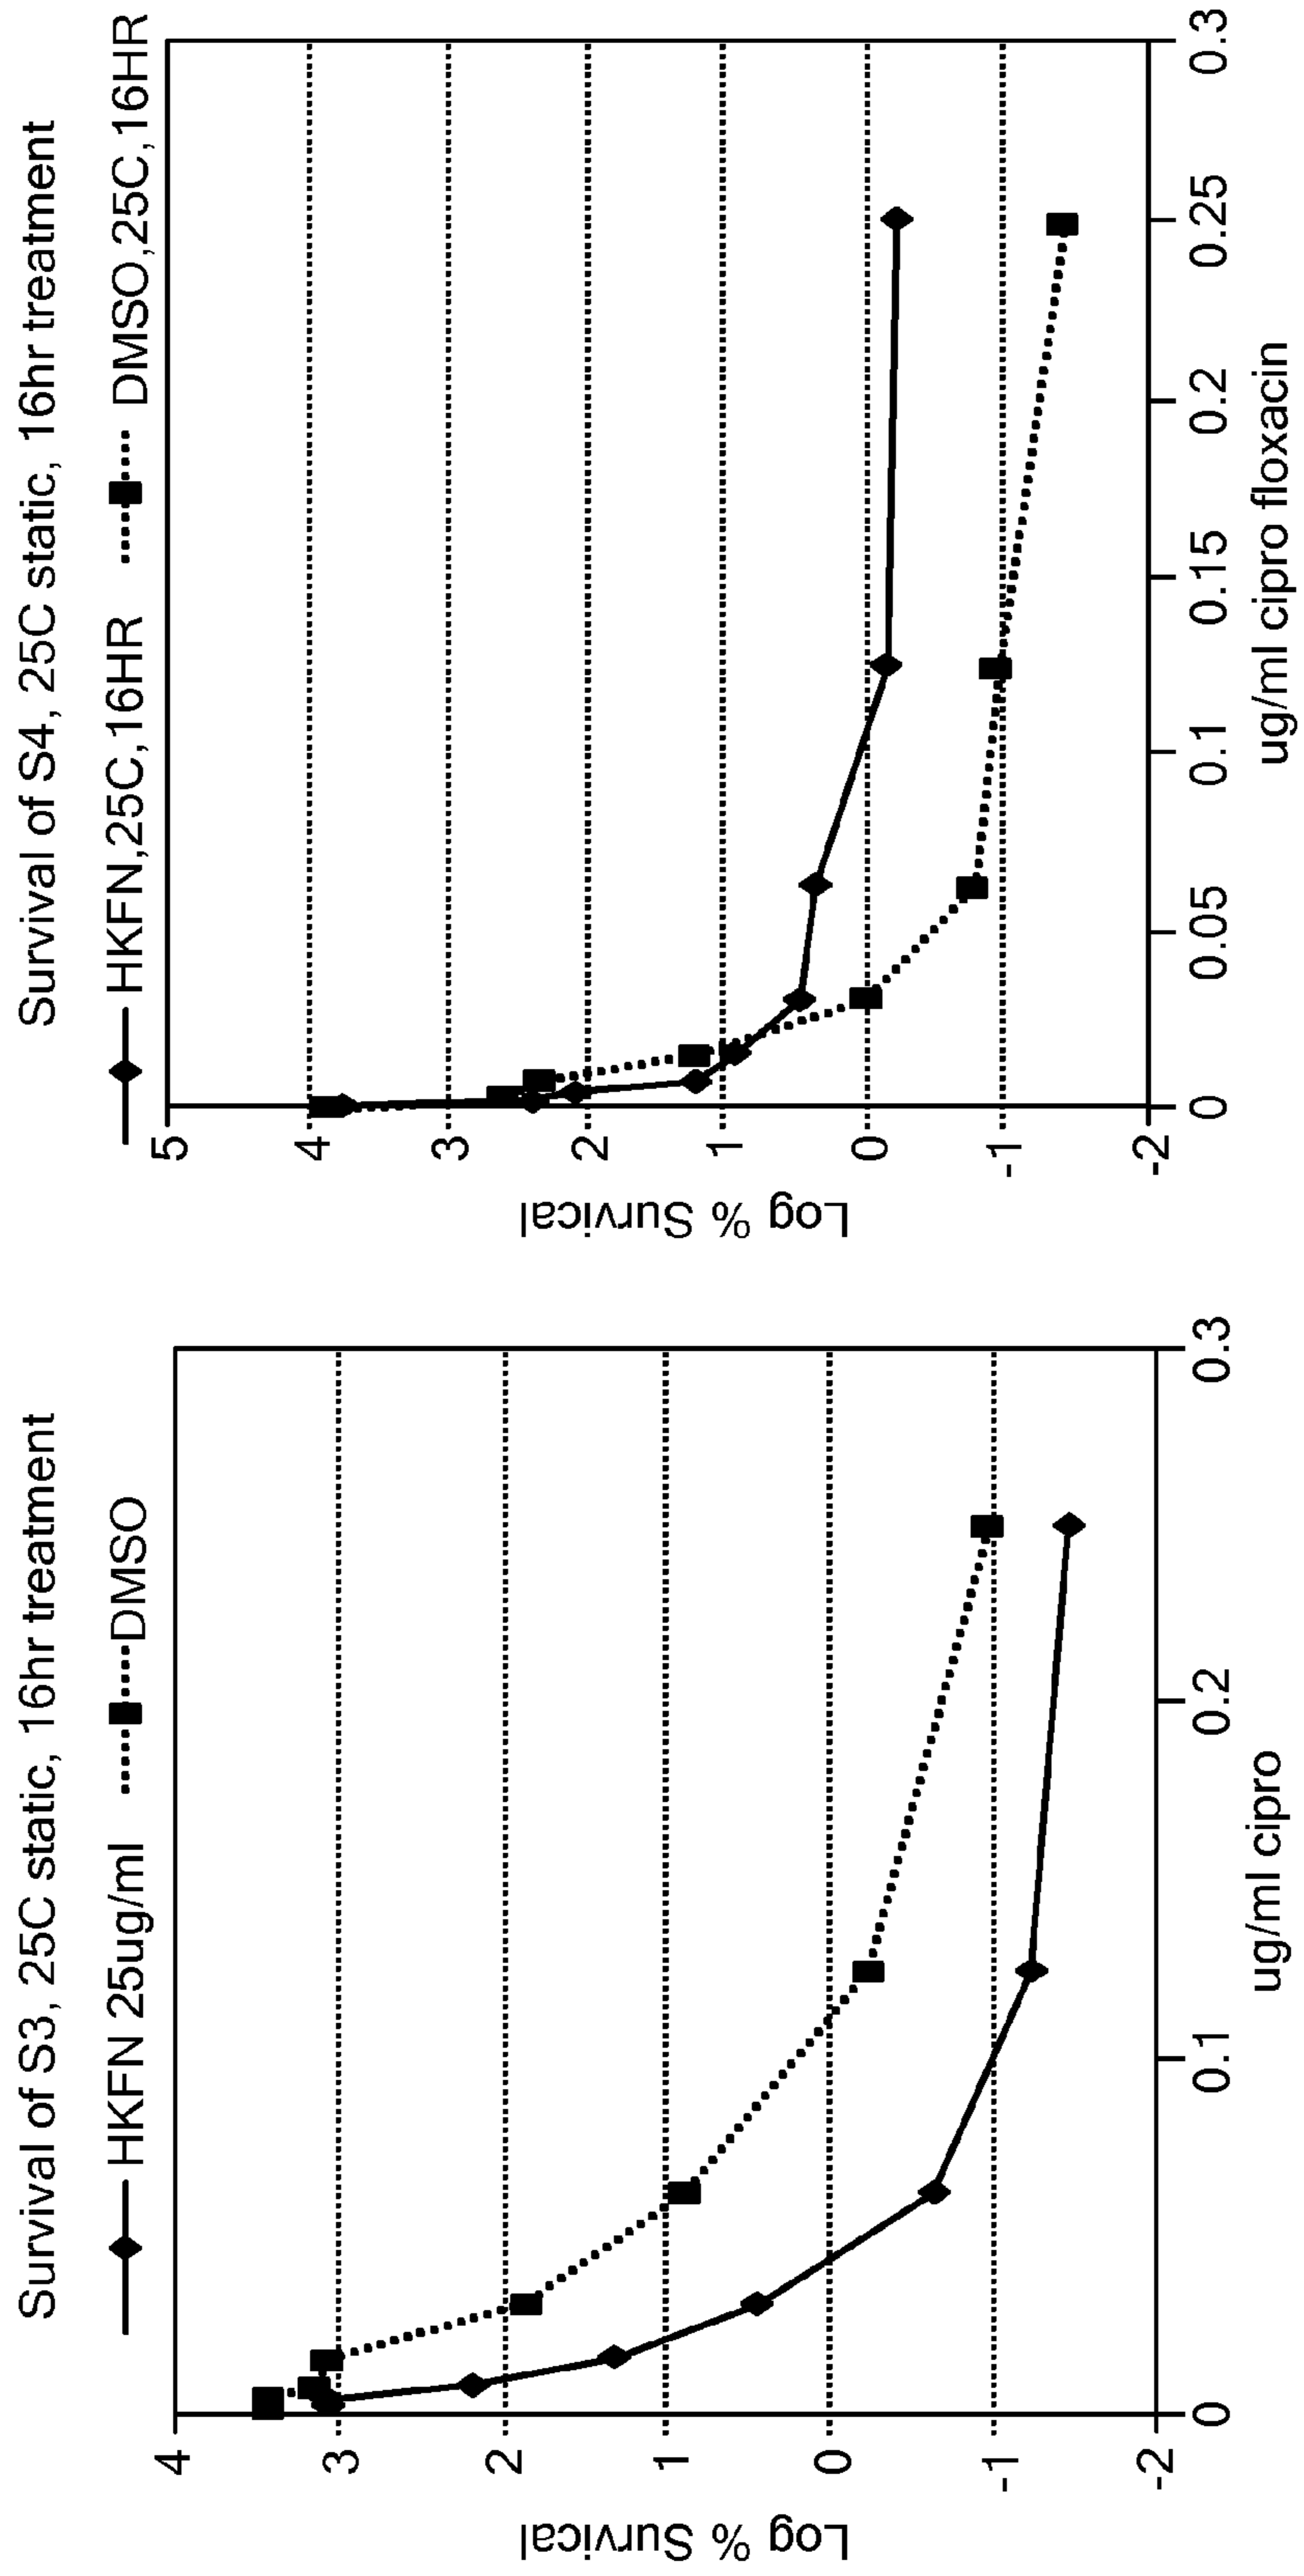 Survival of S3, 25C static, 16hr treatment
HKFN 25ug/ml DMSO
4
3
2
1
0
-1
-2
Log % Survical
0 0.1 0.2 0.3
ug/ml cipro
Survival of S4, 25C static, 16hr treatment
HKFN,25C,16HR DMSO,25C,16HR
5
4
3
2
1
0
-1
-2
Log % Survical
0 0.05 0.1 0.15 0.2 0.25 0.3
ug/ml cipro floxacin